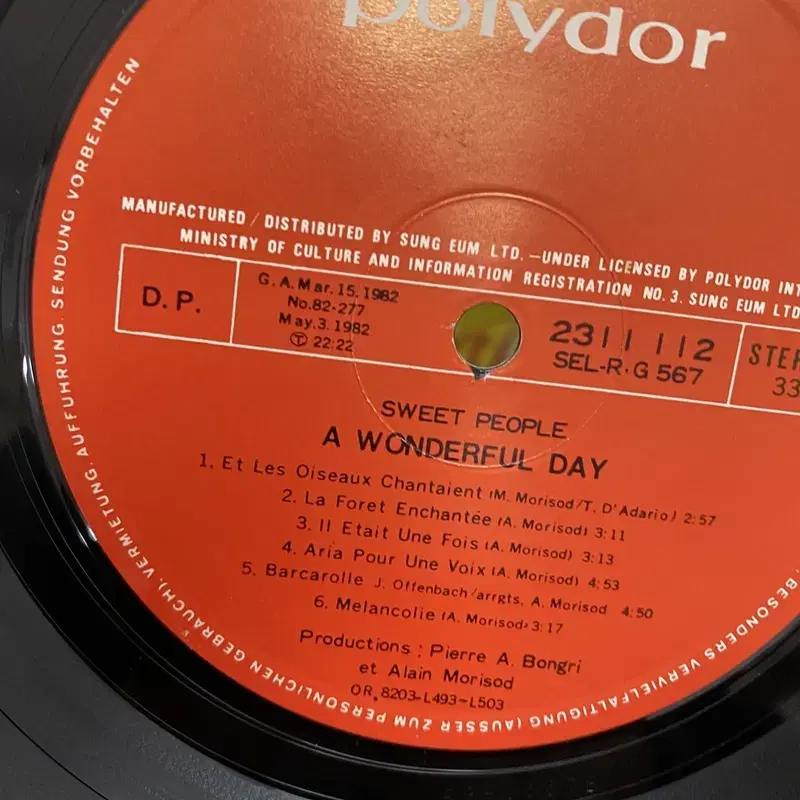 polydor
MANUFACTURED / DISTRIBUTED BY SUNG EUM LTD. —UNDER LICENSED BY POLYDOR INT
MINISTRY OF CULTURE AND INFORMATION REGISTRATION NO. 3. SUNG EUM LTD
D.P.
G.A.Mar.15.1982
No.82-277
May.3.1982
Ⓣ 22:22
2311 112
SEL-R·G 567
STER
33
SWEET PEOPLE
A WONDERFUL DAY
1. Et Les Oiseaux Chantaient (M. Morisod/T. D'Adario) 2:57
2. La Foret Enchantée (A. Morisod) 3:11
3. Il Etait Une Fois (A. Morisod) 3:13
4. Aria Pour Une Voix (A. Morisod) 4:53
5. Barcarolle J. Offenbach/arrgts, A. Morisod 4:50
6. Melancolie (A. Morisod) 3:17
Productions : Pierre A. Bongri
et Alain Morisod
OR. 8203-L493-L503
BESONDERS VERVIELFALTIGUNG (AUSSER ZUM PERSONLICHEN GEBRAUCH), VERMIETUNG. AUFFUHRUNG. SENDUNG VORBEHALTEN